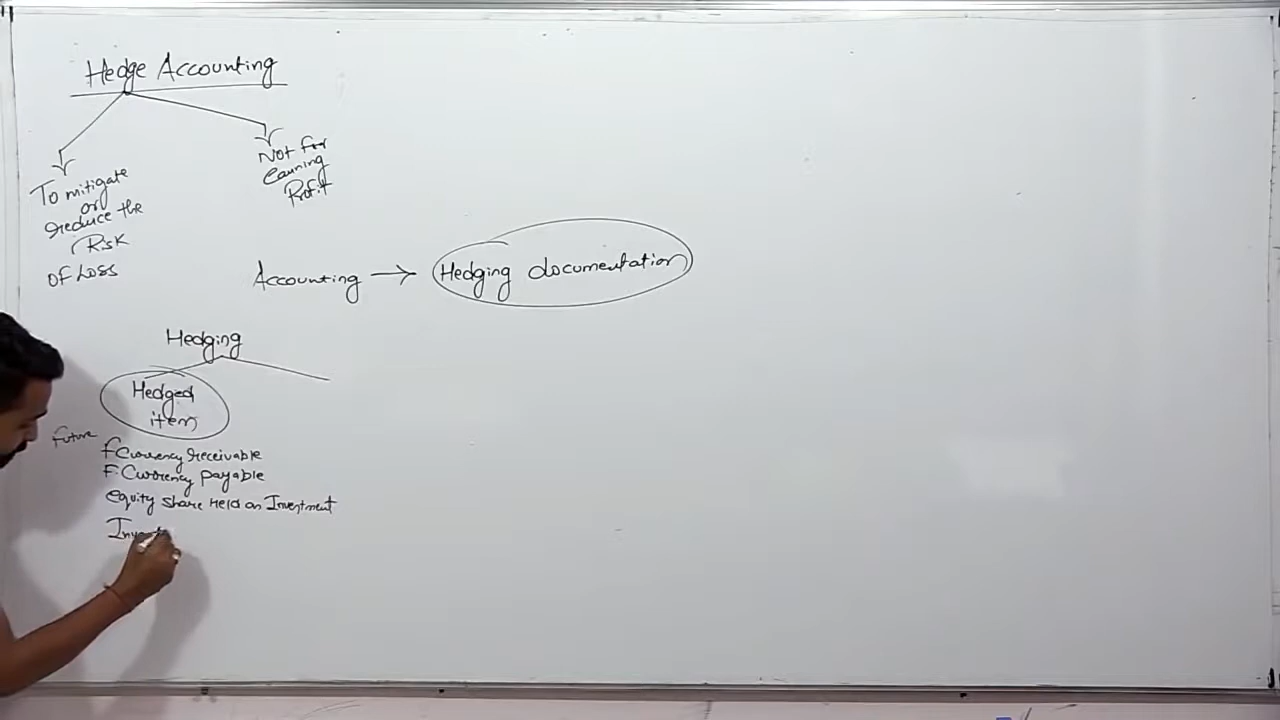 Hedge Accounting
To mitigate
or
reduce the
Risk
of Loss
Not for
earning
Profit
Accounting → Hedging documentation
Hedging
Hedged
item
future
F Currency receivable
F. Currency payable
equity share Held as Investment